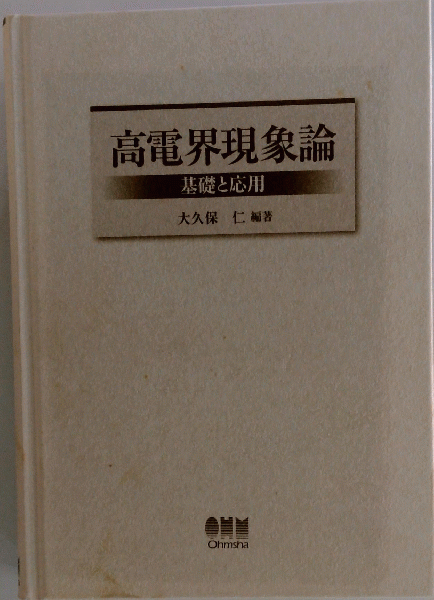 高電界現象論
基礎と応用
大久保 仁 編著
OHM
Ohmsha